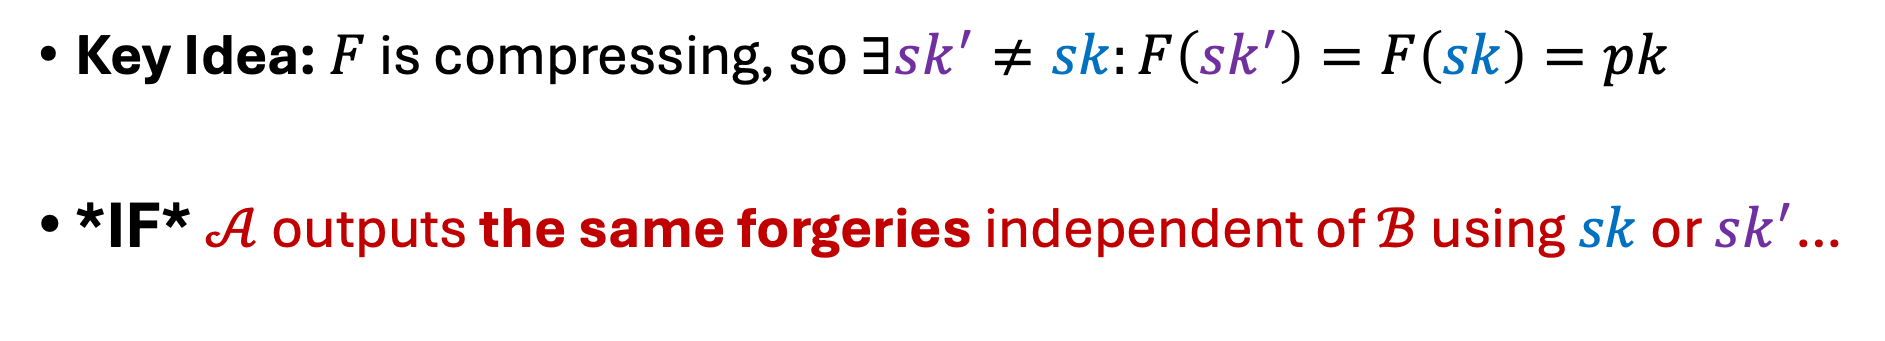 • Key Idea: F is compressing, so ∃sk′ ≠ sk: F(sk′) = F(sk) = pk
• *IF* 𝒜 outputs the same forgeries independent of ℬ using sk or sk′...